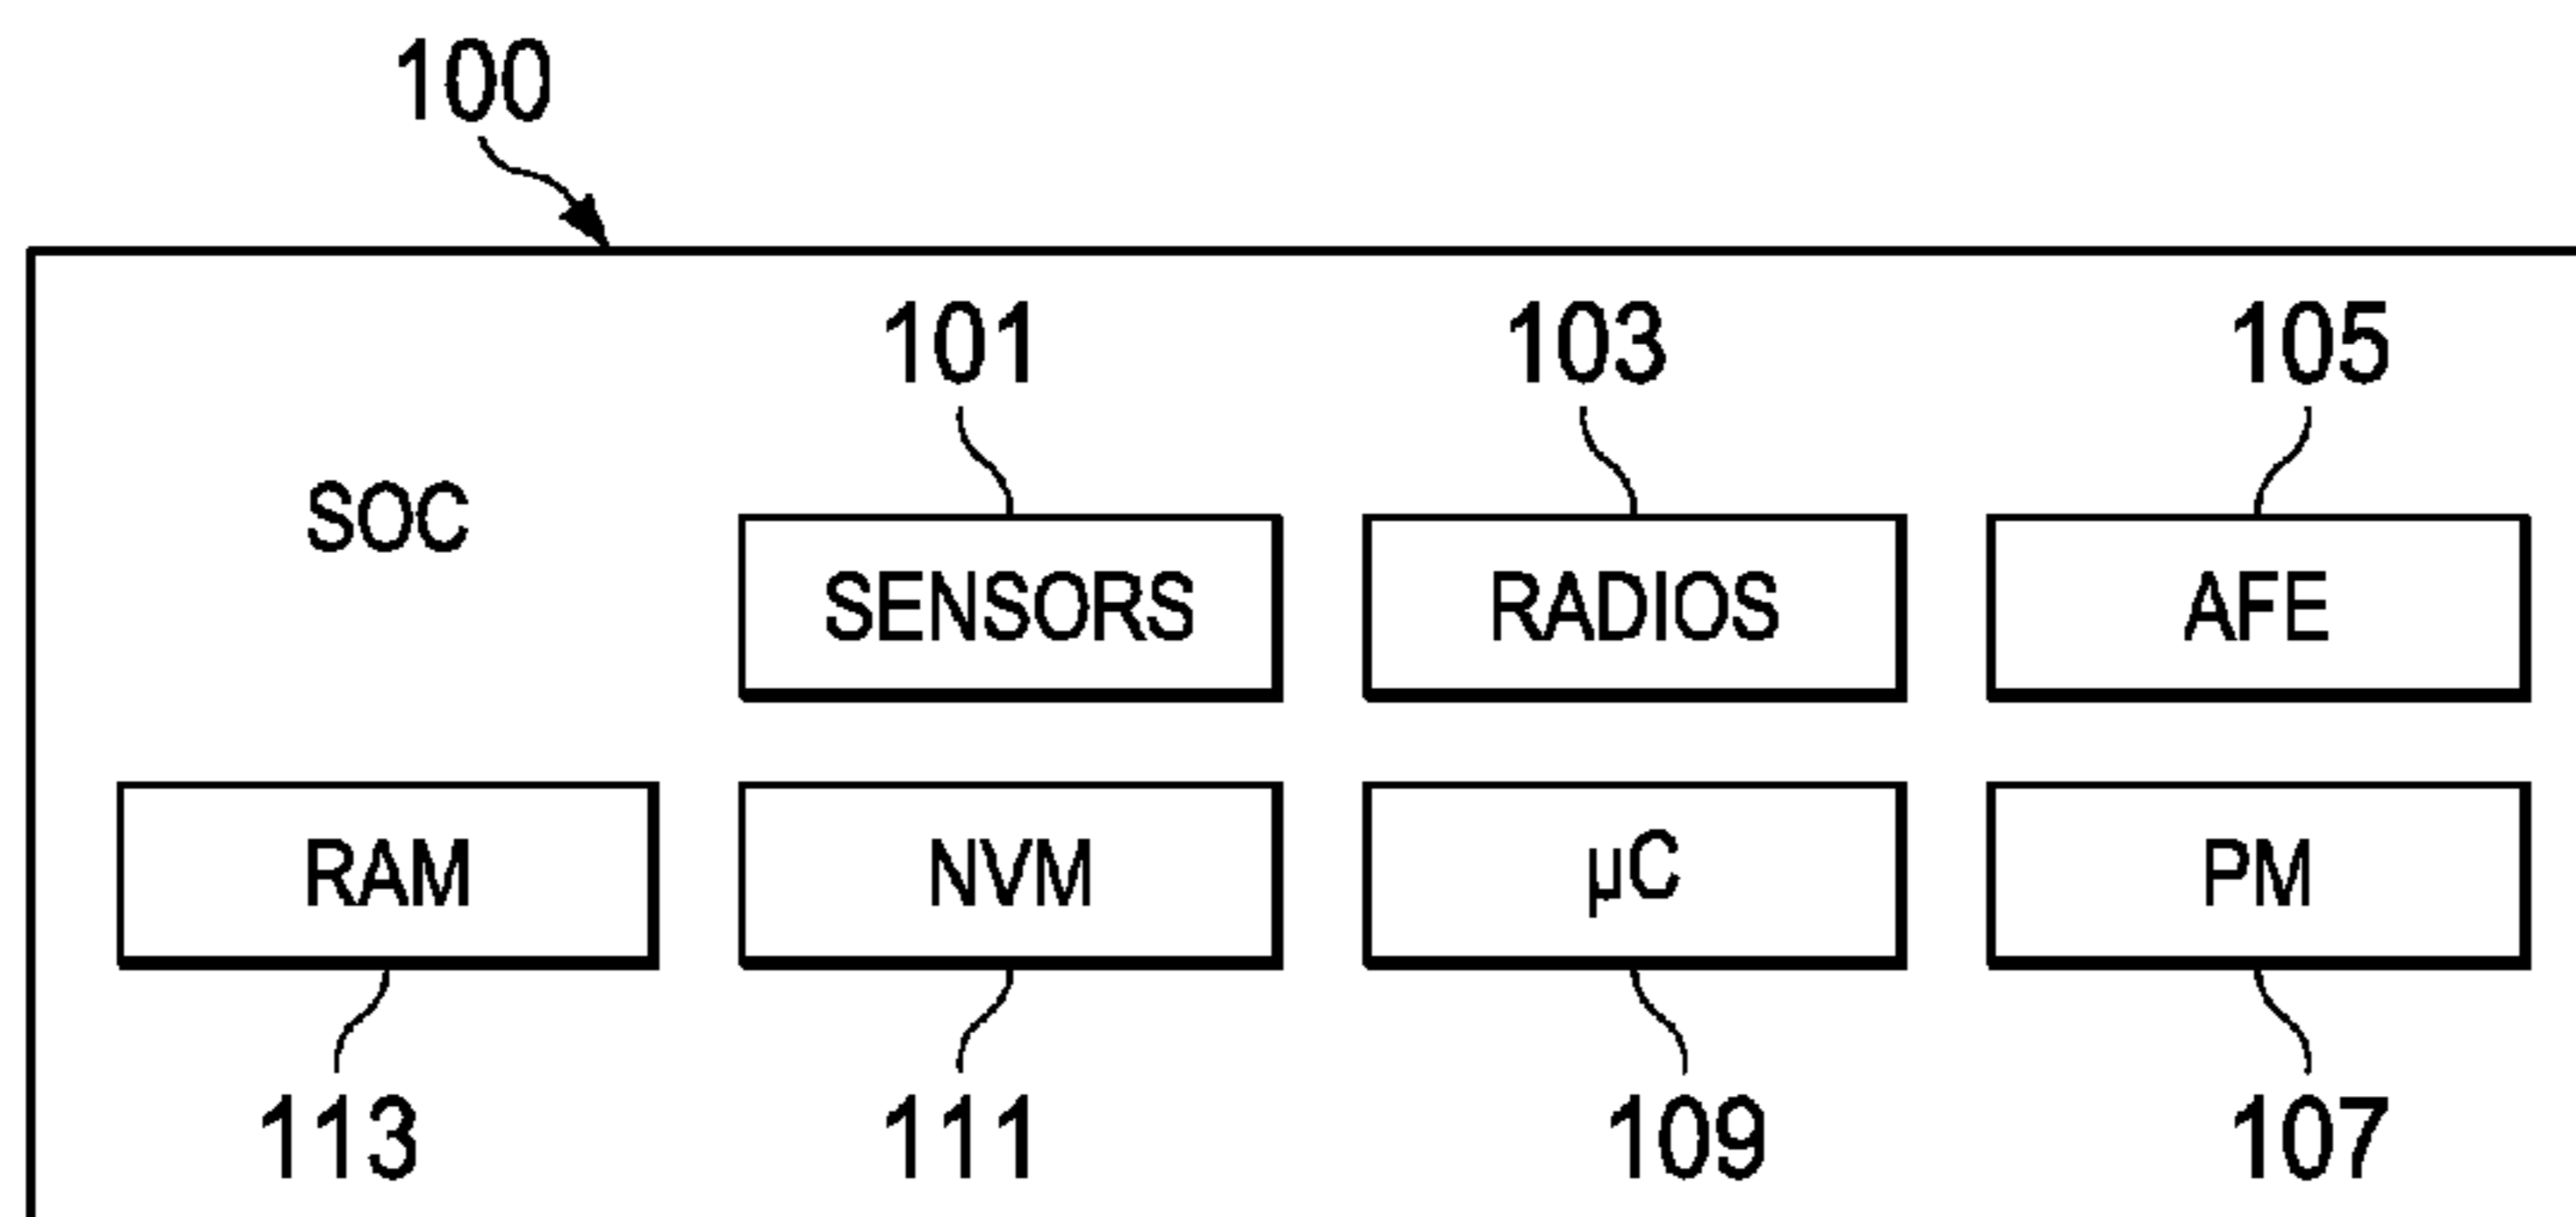 100
101 103 105
SOC
SENSORS RADIOS AFE
RAM NVM µC PM
113 111 109 107